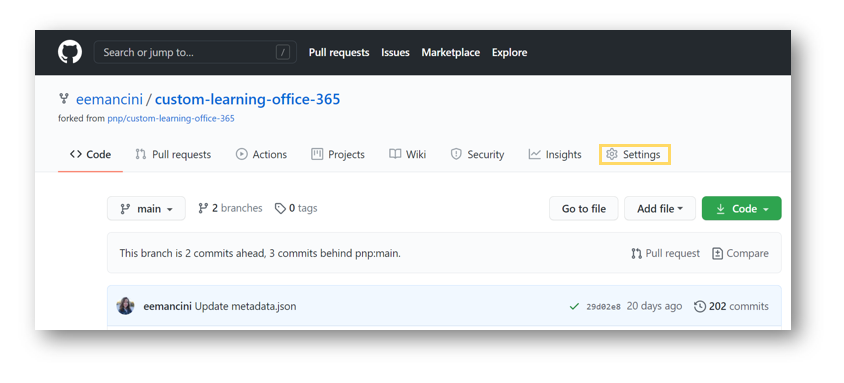 Search or jump to... / Pull requests Issues Marketplace Explore
eemancini / custom-learning-office-365
forked from pnp/custom-learning-office-365
<> Code Pull requests Actions Projects Wiki Security Insights Settings
main 2 branches 0 tags Go to file Add file Code
This branch is 2 commits ahead, 3 commits behind pnp:main. Pull request Compare
eemancini Update metadata.json 29d02e8 20 days ago 202 commits